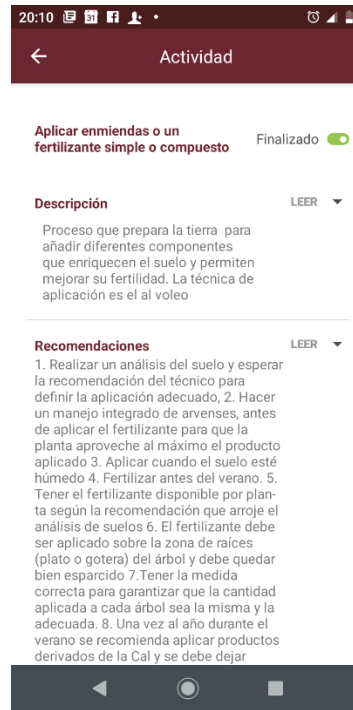 20:10
31
Actividad
Aplicar enmiendas o un
fertilizante simple o compuesto
Finalizado
Descripción
LEER
Proceso que prepara la tierra para
añadir diferentes componentes
que enriquecen el suelo y permiten
mejorar su fertilidad. La técnica de
aplicación es el al voleo
Recomendaciones
LEER
1. Realizar un análisis del suelo y esperar
la recomendación del técnico para
definir la aplicación adecuado, 2. Hacer
un manejo integrado de arvenses, antes
de aplicar el fertilizante para que la
planta aproveche al máximo el producto
aplicado 3. Aplicar cuando el suelo esté
húmedo 4. Fertilizar antes del verano. 5.
Tener el fertilizante disponible por plan-
ta según la recomendación que arroje el
análisis de suelos 6. El fertilizante debe
ser aplicado sobre la zona de raíces
(plato o gotera) del árbol y debe quedar
bien esparcido 7.Tener la medida
correcta para garantizar que la cantidad
aplicada a cada árbol sea la misma y la
adecuada. 8. Una vez al año durante el
verano se recomienda aplicar productos
derivados de la Cal y se debe dejar